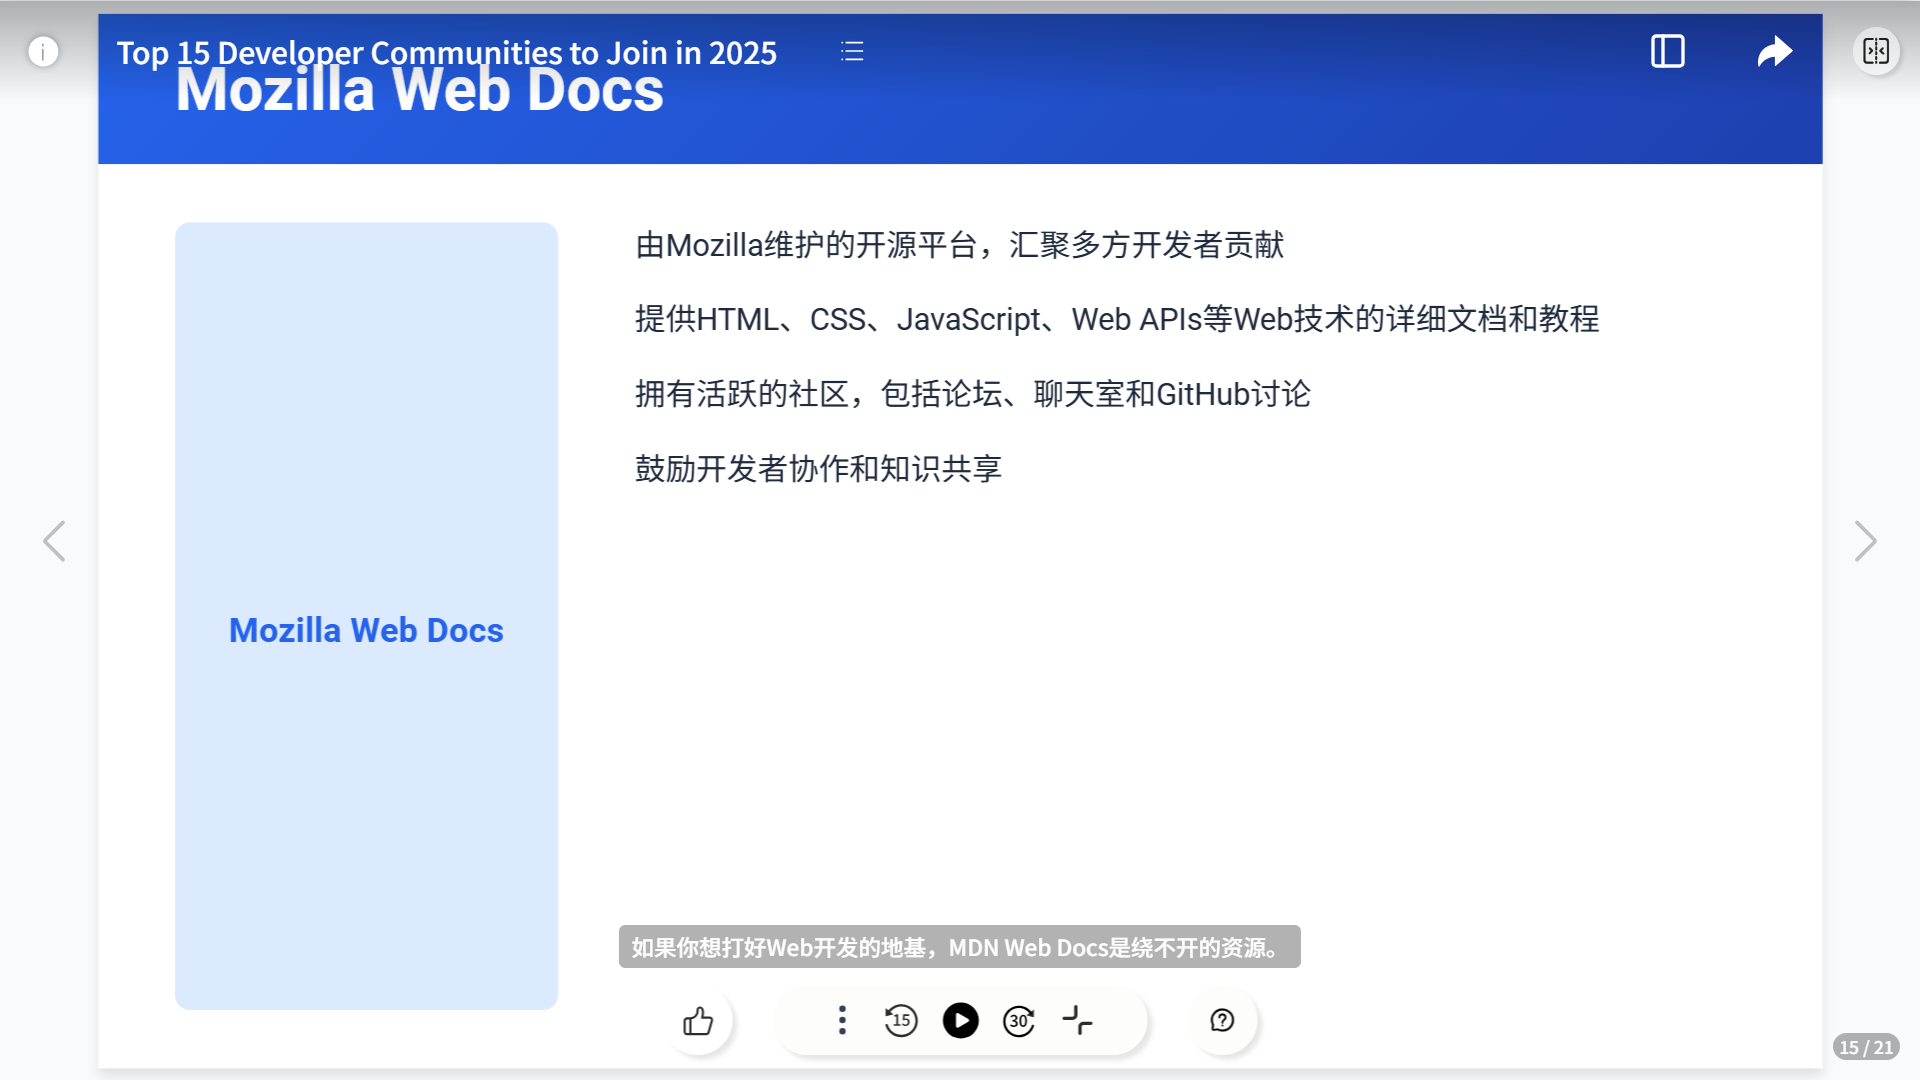 Top 15 Developer Communities to Join in 2025
Mozilla Web Docs
Mozilla Web Docs
由Mozilla维护的开源平台，汇聚多方开发者贡献
提供HTML、CSS、JavaScript、Web APIs等Web技术的详细文档和教程
拥有活跃的社区，包括论坛、聊天室和GitHub讨论
鼓励开发者协作和知识共享
如果你想打好Web开发的地基，MDN Web Docs是绕不开的资源。
15
30
15 / 21